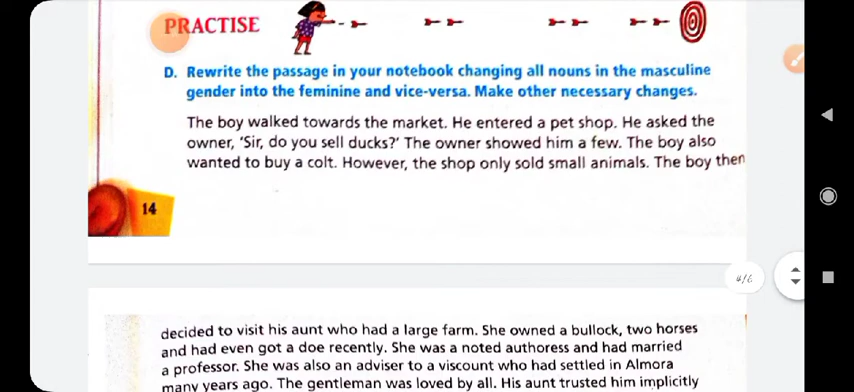 PRACTISE
D. Rewrite the passage in your notebook changing all nouns in the masculine
gender into the feminine and vice-versa. Make other necessary changes.
The boy walked towards the market. He entered a pet shop. He asked the
owner, ‘Sir, do you sell ducks?’ The owner showed him a few. The boy also
wanted to buy a colt. However, the shop only sold small animals. The boy then
14
4/6
decided to visit his aunt who had a large farm. She owned a bullock, two horses
and had even got a doe recently. She was a noted authoress and had married
a professor. She was also an adviser to a viscount who had settled in Almora
many years ago. The gentleman was loved by all. His aunt trusted him implicitly